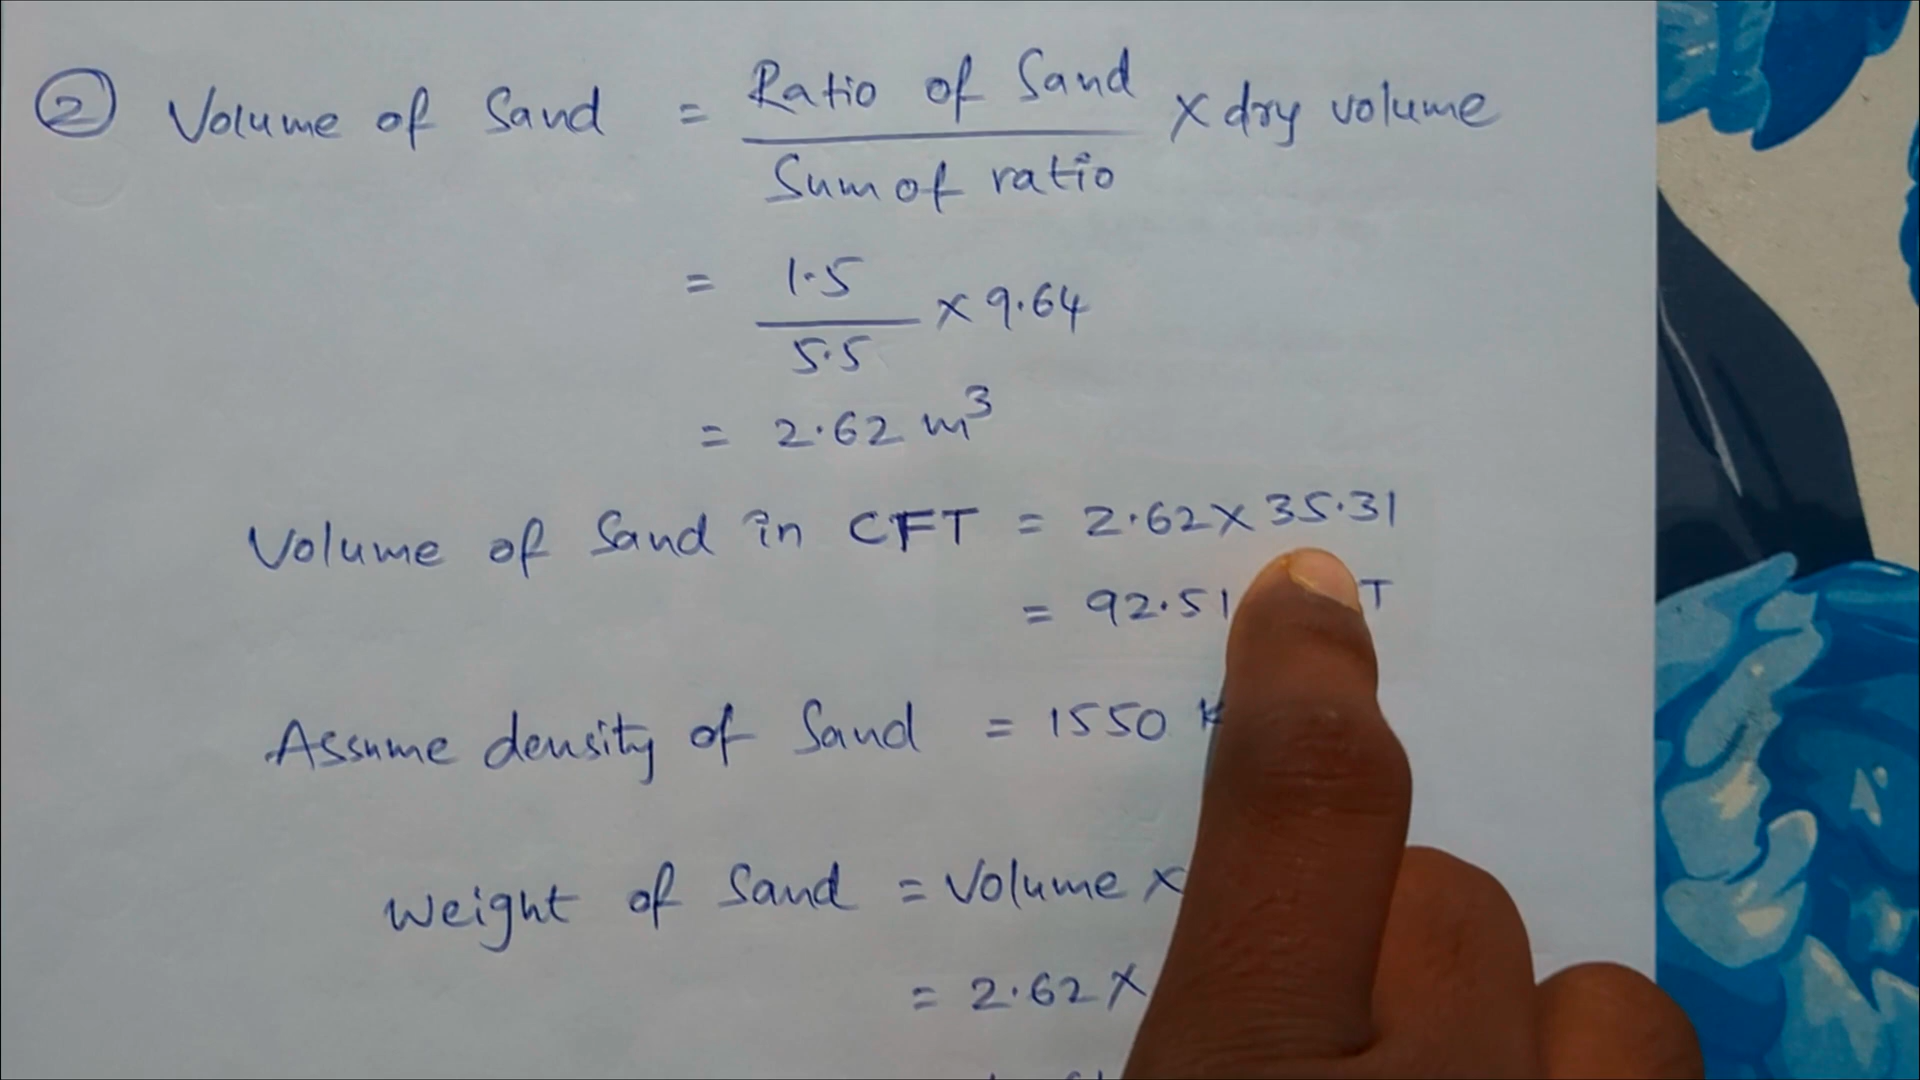 ② Volume of Sand = Ratio of Sand / Sum of ratio × dry volume
= 1.5 / 5.5 × 9.64
= 2.62 m³
Volume of Sand in CFT = 2.62 × 35.31
= 92.51 T
Assume density of Sand = 1550
Weight of Sand = Volume ×
= 2.62 ×